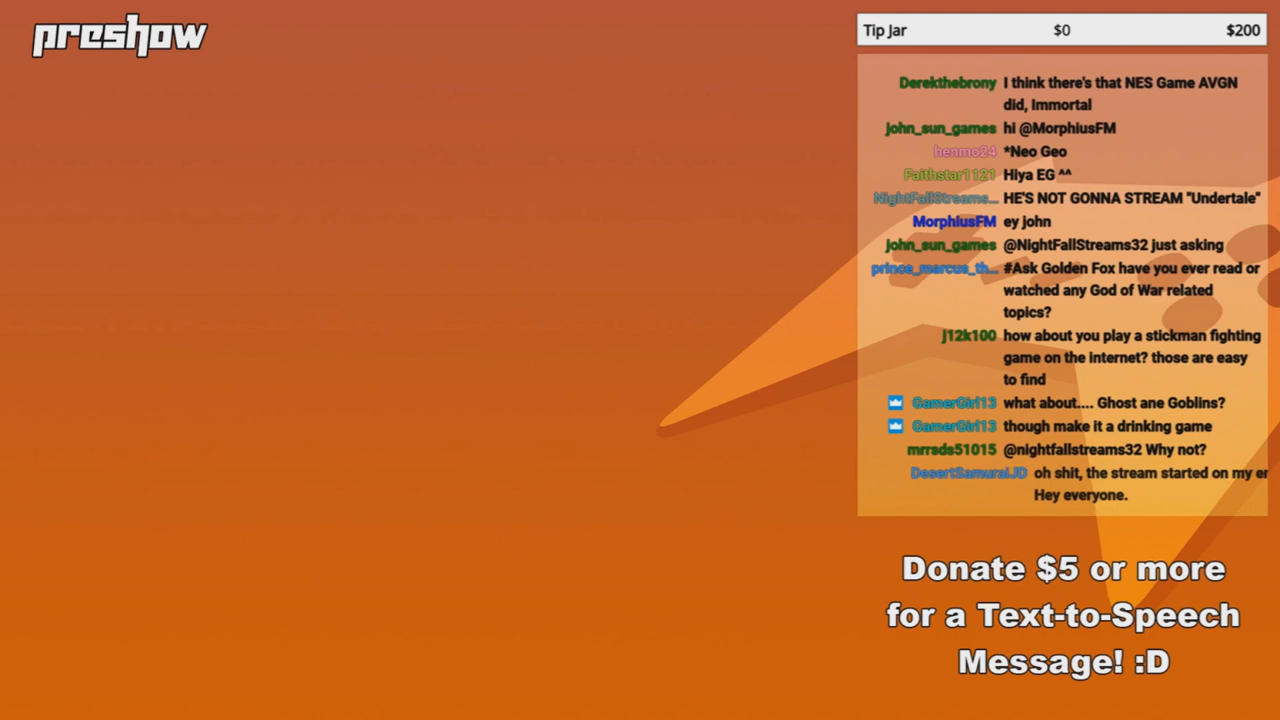 preshow
Tip Jar $0 $200
Derekthebrony I think there's that NES Game AVGN
did, Immortal
john_sun_games hi @MorphiusFM
henmo24 *Neo Geo
Faithstar1121 Hiya EG ^^
NightFallStreams... HE'S NOT GONNA STREAM "Undertale"
MorphiusFM ey john
john_sun_games @NightFallStreams32 just asking
prince_marcus_th... #Ask Golden Fox have you ever read or
watched any God of War related
topics?
j12k100 how about you play a stickman fighting
game on the internet? those are easy
to find
GamerGirl13 what about.... Ghost ane Goblins?
GamerGirl13 though make it a drinking game
mrrsds51015 @nightfallstreams32 Why not?
DesertSamuraiJD oh shit, the stream started on my
Hey everyone.
Donate $5 or more
for a Text-to-Speech
Message! :D